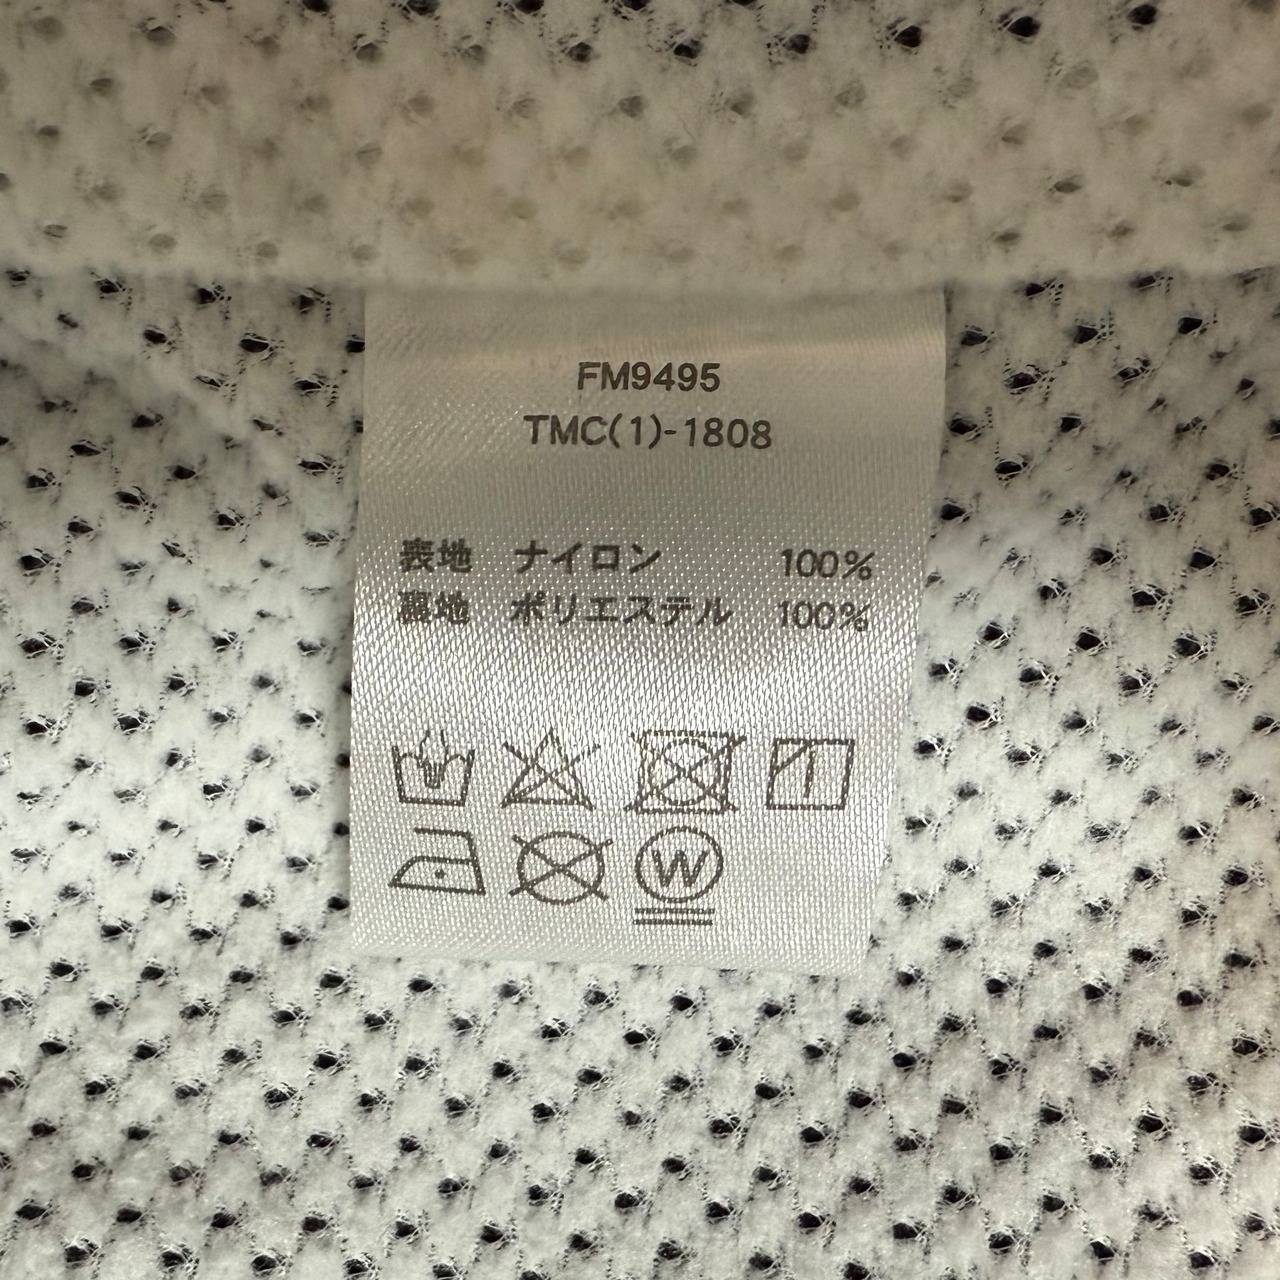 FM9495
TMC(1)-1808
表地 ナイロン 100%
裏地 ポリエステル 100%
W